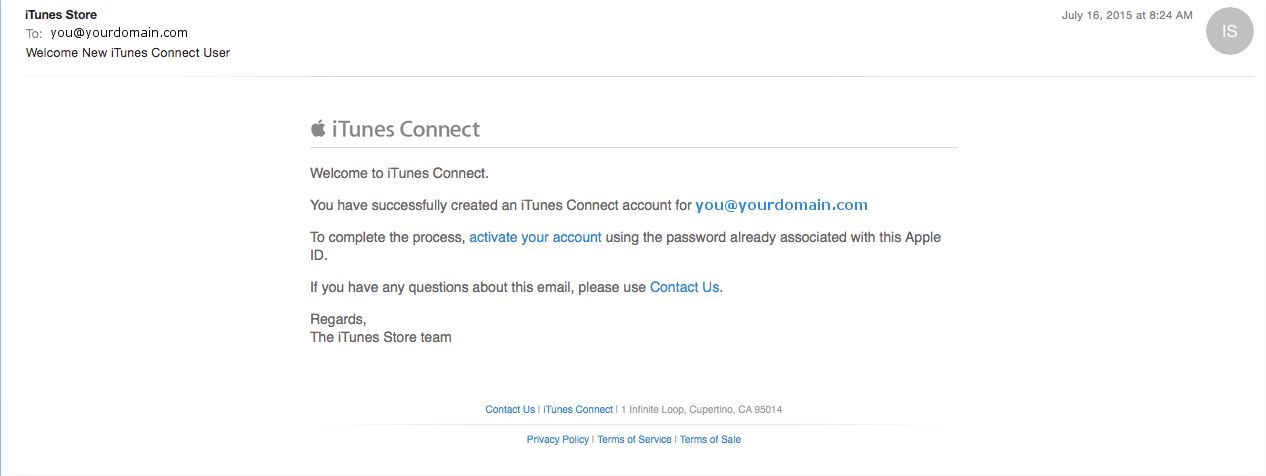 iTunes Store
July 16, 2015 at 8:24 AM
IS
To: you@yourdomain.com
Welcome New iTunes Connect User
iTunes Connect
Welcome to iTunes Connect.
You have successfully created an iTunes Connect account for you@yourdomain.com
To complete the process, activate your account using the password already associated with this Apple
ID.
If you have any questions about this email, please use Contact Us.
Regards,
The iTunes Store team
Contact Us | iTunes Connect | 1 Infinite Loop, Cupertino, CA 95014
Privacy Policy | Terms of Service | Terms of Sale